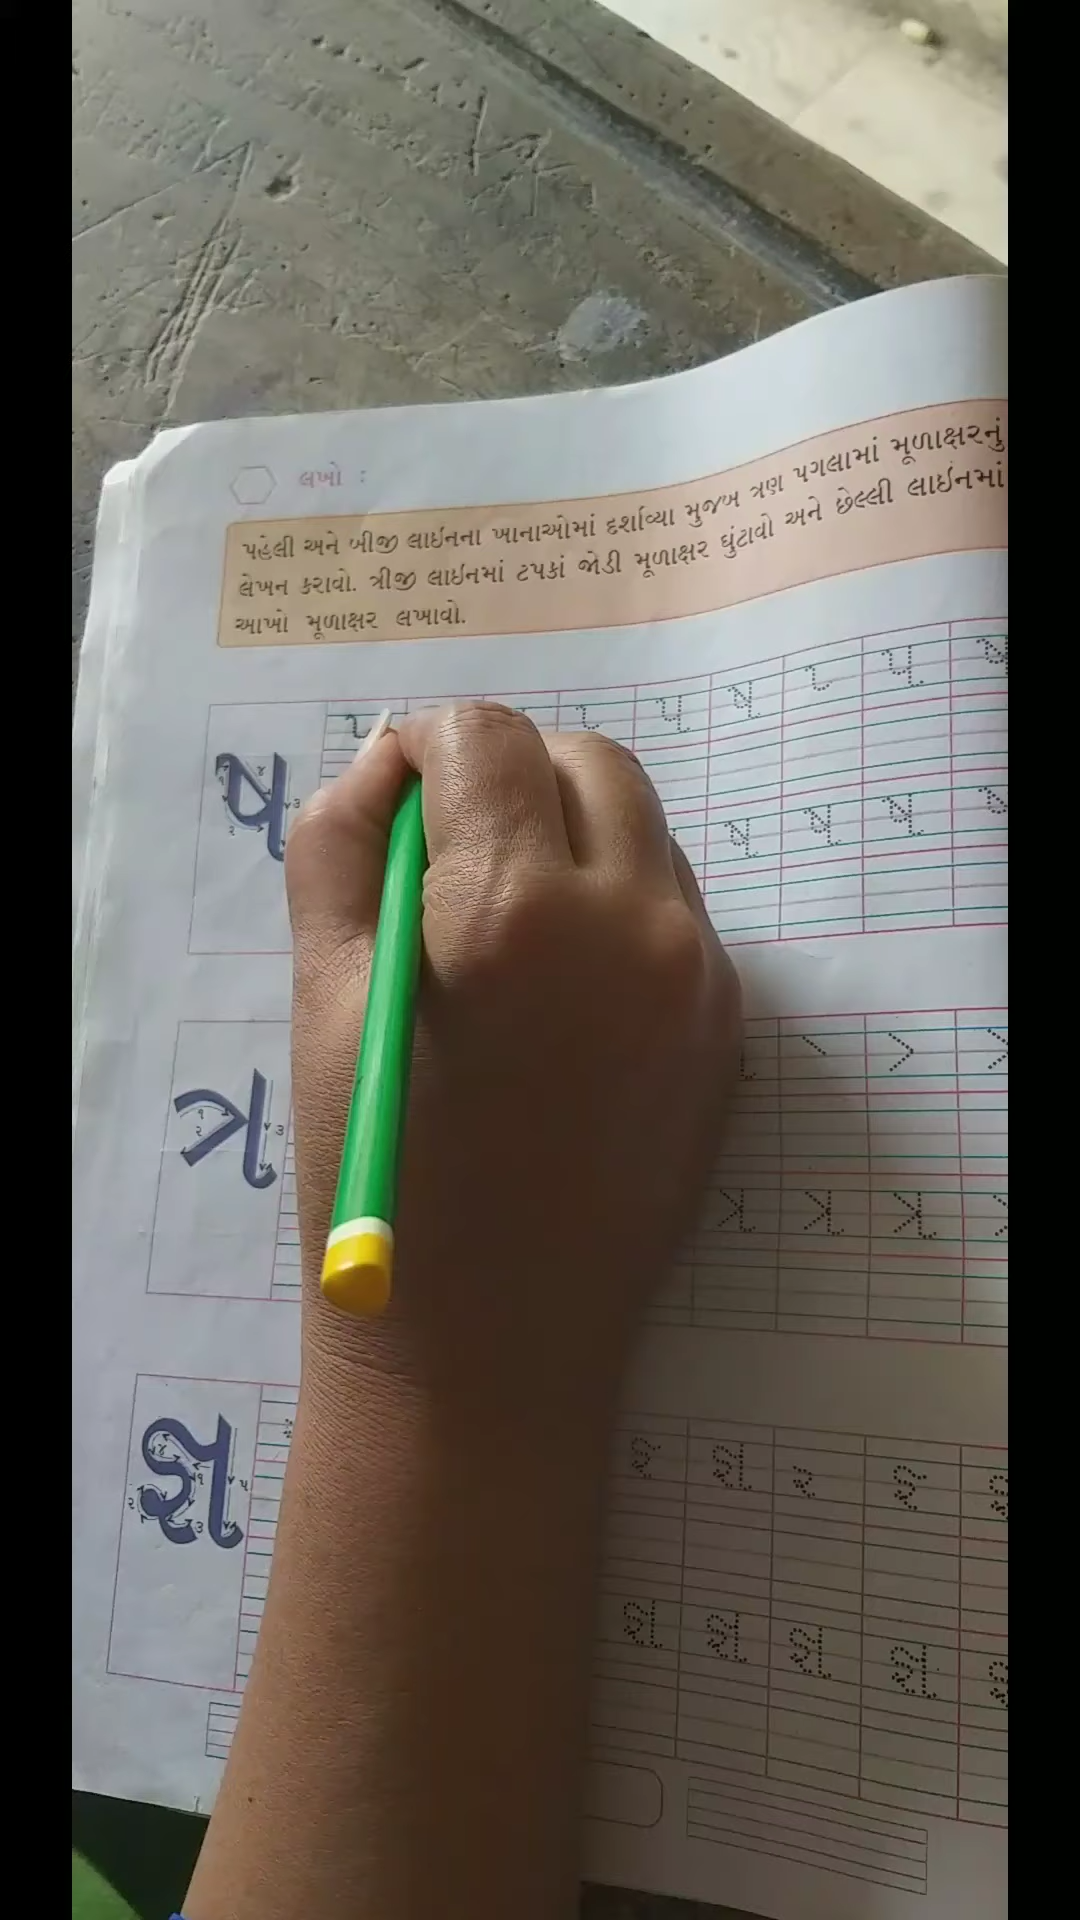 લખો :
પહેલી અને બીજી લાઇનના ખાનાઓમાં દર્શાવ્યા મુજબ ત્રણ પગલામાં મૂળાક્ષરનું
લેખન કરાવો. ત્રીજી લાઇનમાં ટપકાં જોડી મૂળાક્ષર ઘુંટાવો અને છેલ્લી લાઇનમાં
આખો મૂળાક્ષર લખાવો.
ષ
ષ ષ ષ
ત્ર
ત્ર ત્ર ત્ર
જ્ઞ
જ્ઞ
જ્ઞ જ્ઞ જ્ઞ જ્ઞ